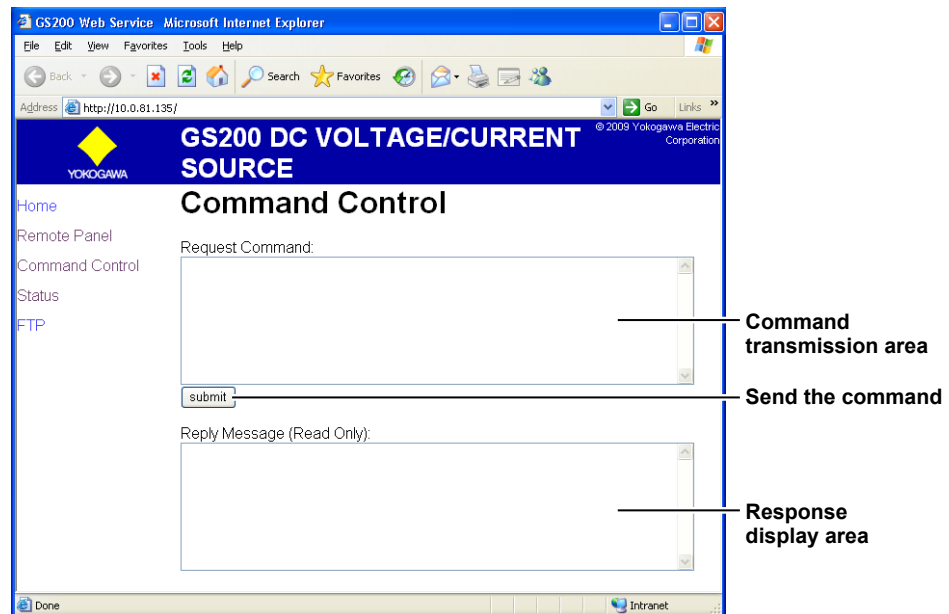 GS200 Web Service  Microsoft Internet Explorer
File Edit View Favorites Tools Help
Back Search Favorites
Address http://10.0.81.135/ Go Links »
YOKOGAWA
GS200 DC VOLTAGE/CURRENT
SOURCE
© 2009 Yokogawa Electric
Corporation
Home
Remote Panel
Command Control
Status
FTP
Command Control
Request Command:
submit
Reply Message (Read Only):
Command
transmission area
Send the command
Response
display area
Done
Intranet